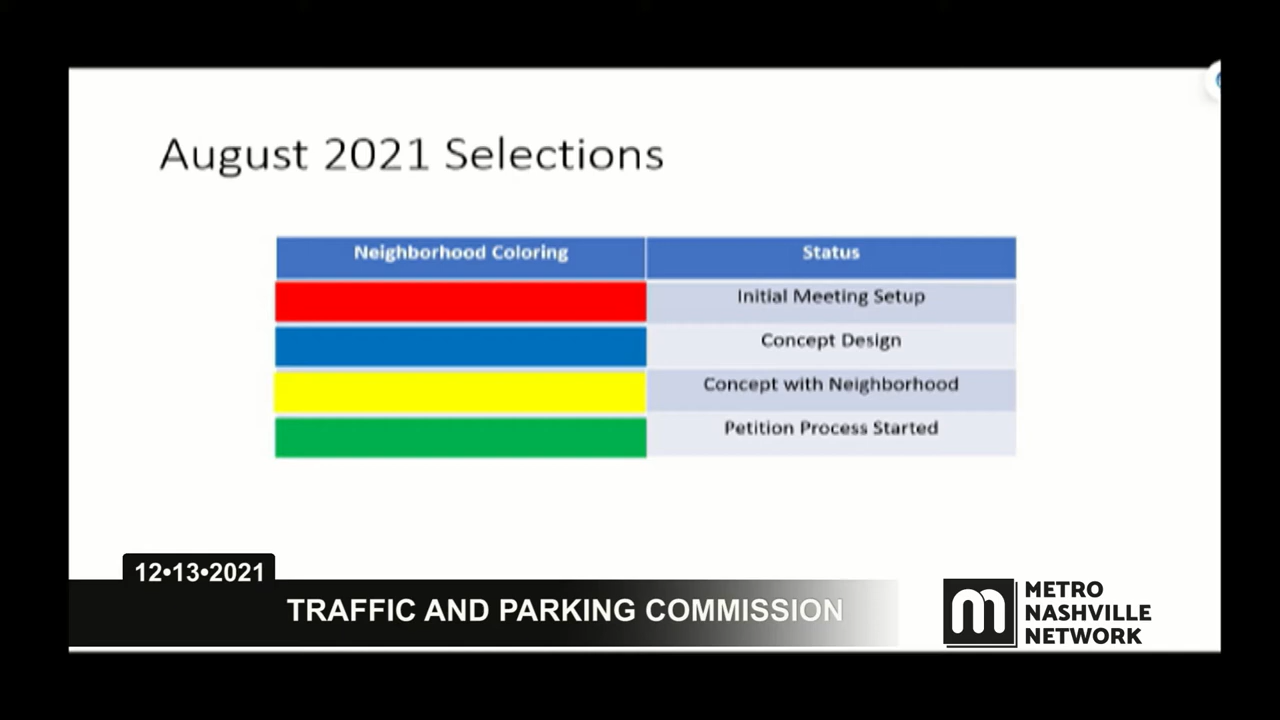 August 2021 Selections
Neighborhood Coloring
Status
Initial Meeting Setup
Concept Design
Concept with Neighborhood
Petition Process Started
12•13•2021
TRAFFIC AND PARKING COMMISSION
METRO
NASHVILLE
NETWORK